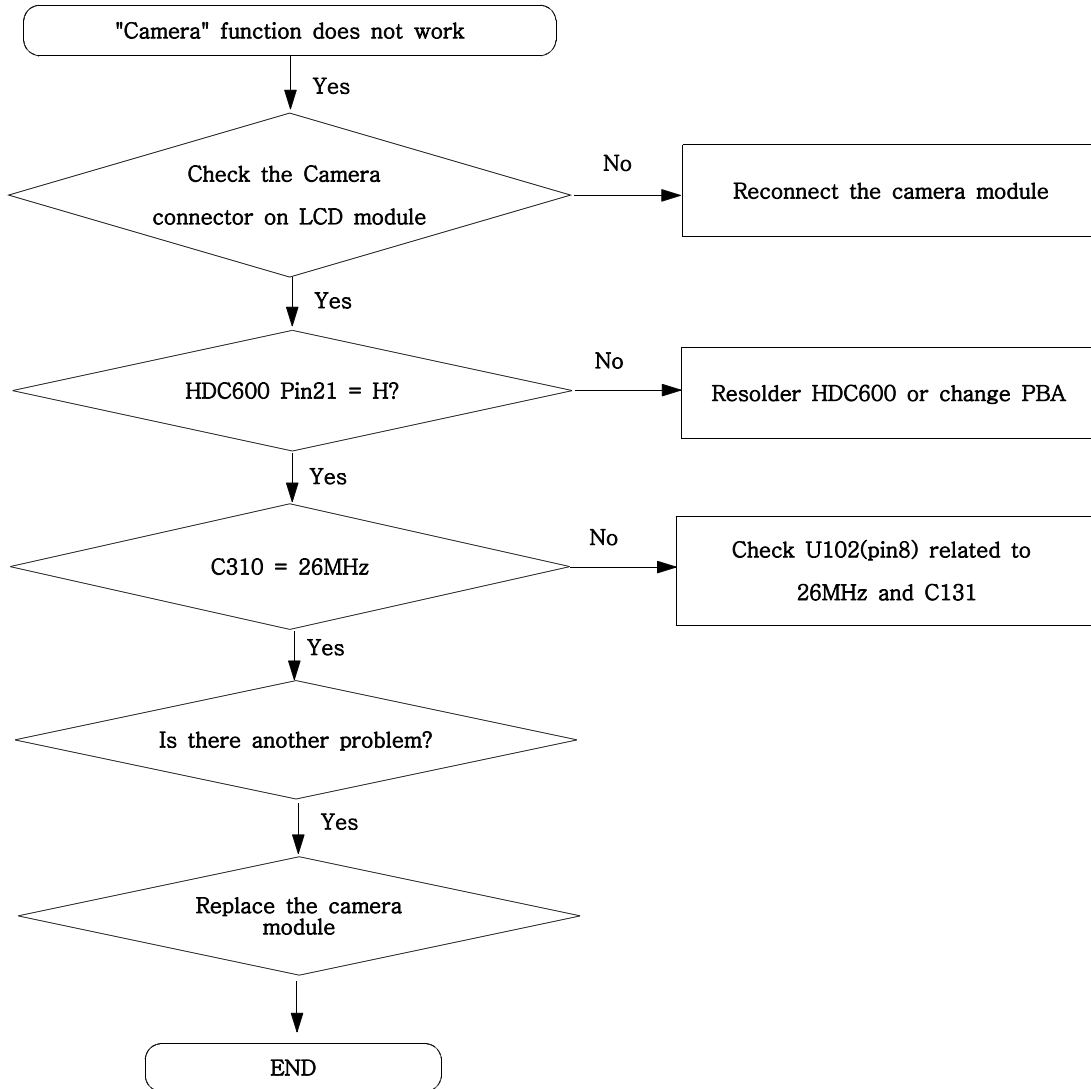 "Camera" function does not work
Yes
Check the Camera
connector on LCD module
No
Reconnect the camera module
Yes
HDC600 Pin21 = H?
No
Resolder HDC600 or change PBA
Yes
C310 = 26MHz
No
Check U102(pin8) related to
26MHz and C131
Yes
Is there another problem?
Yes
Replace the camera
module
END